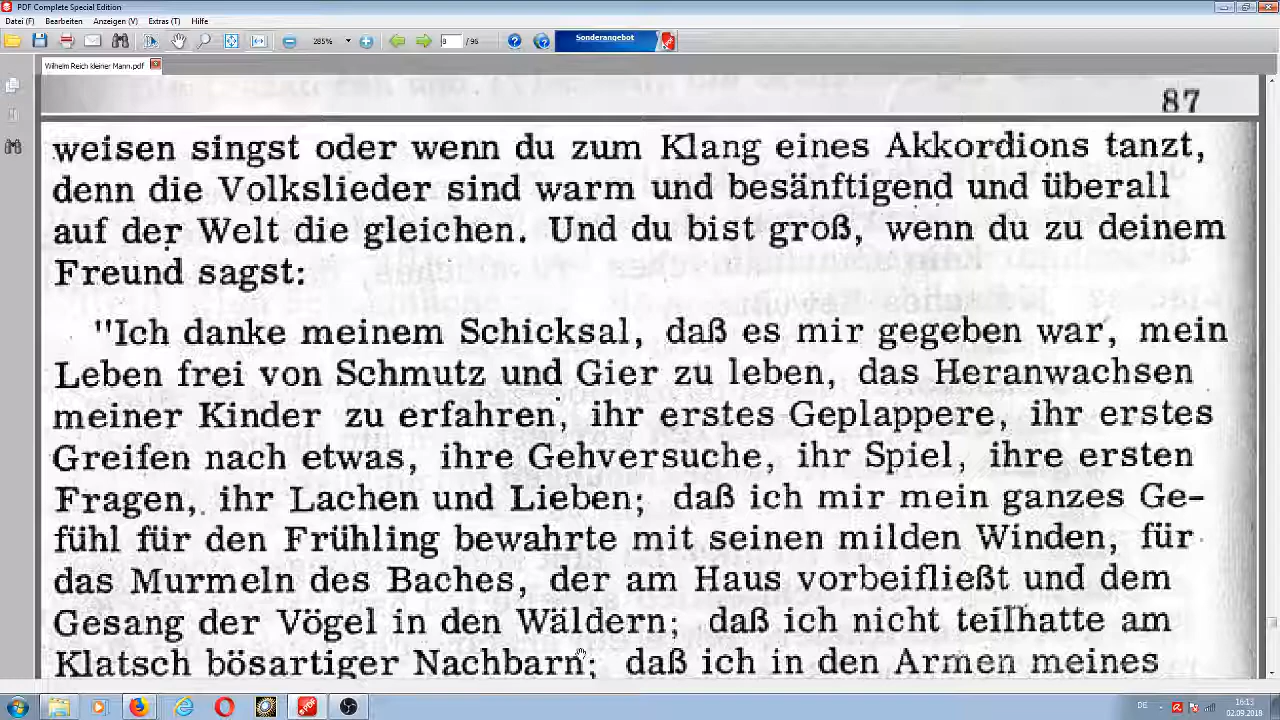 PDF Complete Special Edition
Datei (F) Bearbeiten Anzeigen (V) Extras (T) Hilfe
285% 8 / 96 Sonderangebot
Wilhelm Reich kleiner Mann.pdf
87
weisen singst oder wenn du zum Klang eines Akkordions tanzt,
denn die Volkslieder sind warm und besänftigend und überall
auf der Welt die gleichen. Und du bist groß, wenn du zu deinem
Freund sagst:
"Ich danke meinem Schicksal, daß es mir gegeben war, mein
Leben frei von Schmutz und Gier zu leben, das Heranwachsen
meiner Kinder zu erfahren, ihr erstes Geplappere, ihr erstes
Greifen nach etwas, ihre Gehversuche, ihr Spiel, ihre ersten
Fragen, ihr Lachen und Lieben; daß ich mir mein ganzes Ge-
fühl für den Frühling bewahrte mit seinen milden Winden, für
das Murmeln des Baches, der am Haus vorbeifließt und dem
Gesang der Vögel in den Wäldern; daß ich nicht teilhatte am
Klatsch bösartiger Nachbarn; daß ich in den Armen meines
DE 16:13
02.09.2018